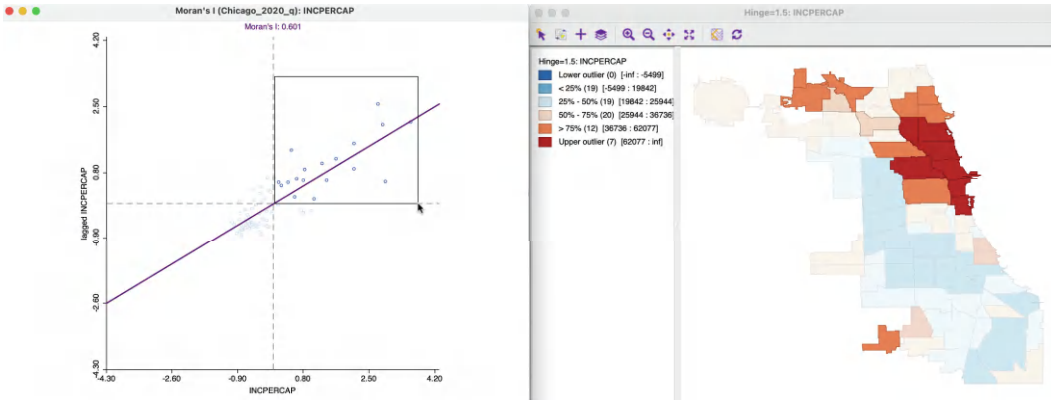 Moran's I (Chicago_2020_q): INCPERCAP
Moran's I: 0.601
4.20
2.50
0.80
-0.90
-2.60
-4.30
lagged INCPERCAP
-4.30 -2.60 -0.90 0.80 2.50 4.20
INCPERCAP
Hinge=1.5: INCPERCAP
Hinge=1.5: INCPERCAP
Lower outlier (0) [-inf : -5499]
< 25% (19) [-5499 : 19842]
25% - 50% (19) [19842 : 25944]
50% - 75% (20) [25944 : 36736]
> 75% (12) [36736 : 62077]
Upper outlier (7) [62077 : inf]